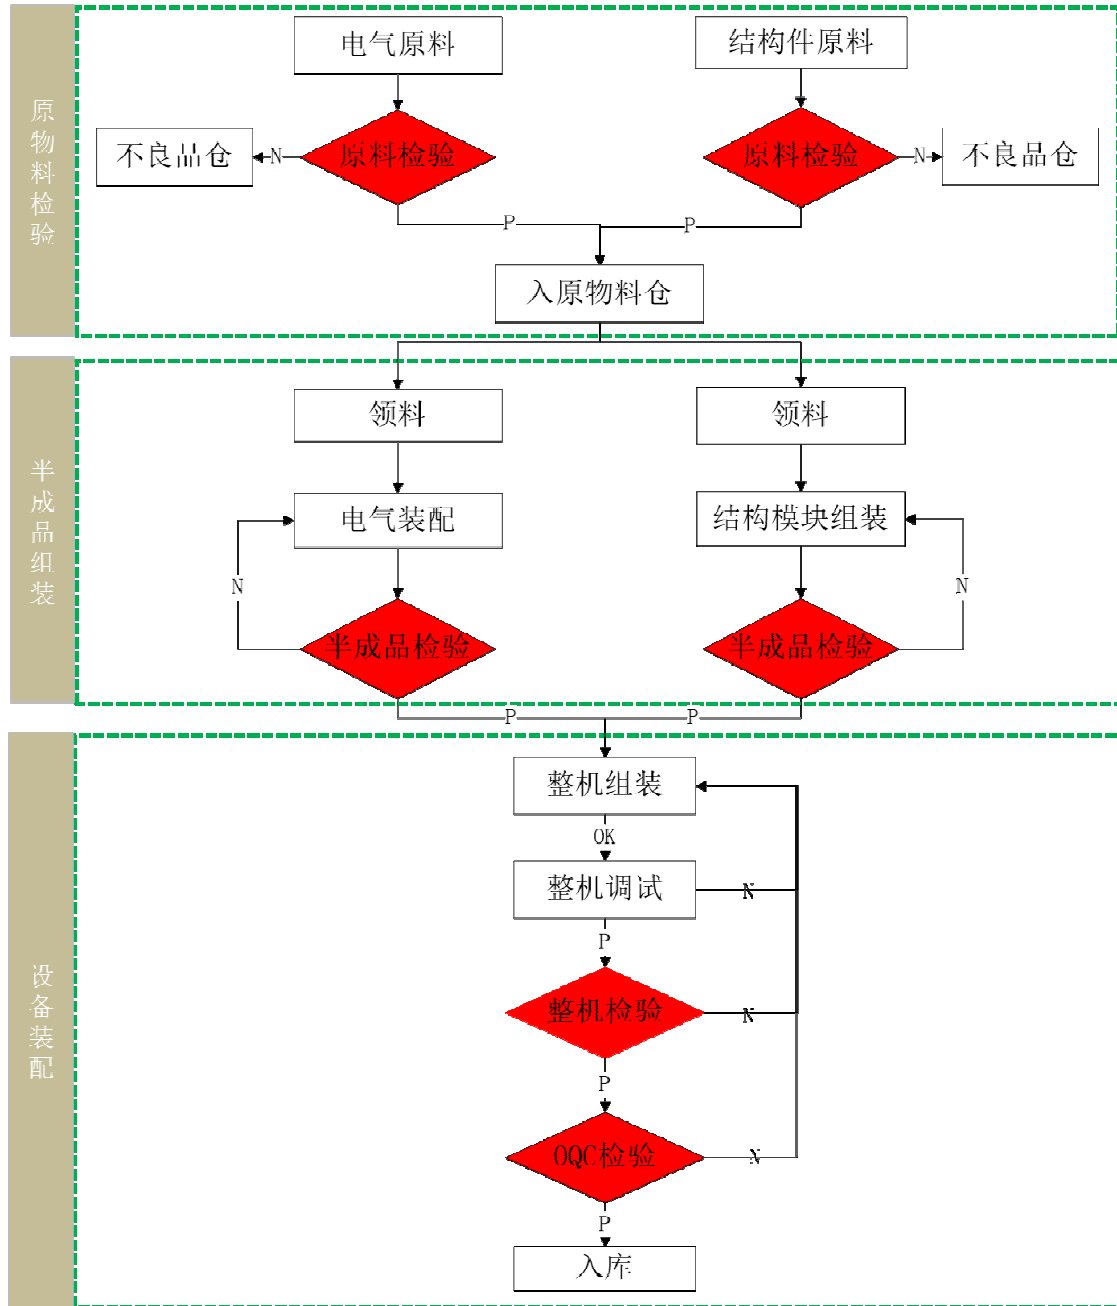 原物料检验
电气原料
结构件原料
不良品仓
N
原料检验
原料检验
N
不良品仓
P
P
入原物料仓
半成品组装
领料
领料
电气装配
结构模块组装
N
N
半成品检验
半成品检验
P
P
设备装配
整机组装
OK
整机调试
N
P
整机检验
N
P
OQC检验
N
P
入库